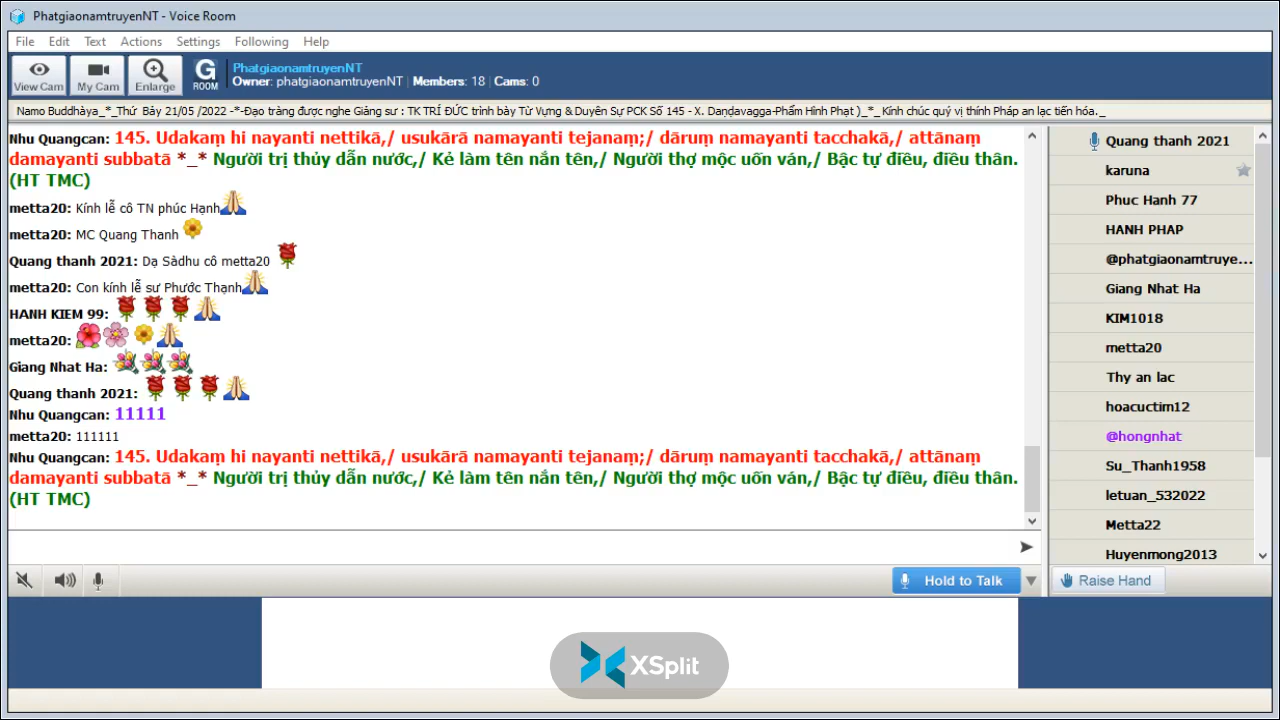 PhatgiaonamtruyenNT - Voice Room
File Edit Text Actions Settings Following Help
View Cam My Cam Enlarge G ROOM
PhatgiaonamtruyenNT
Owner: phatgiaonamtruyenNT | Members: 18 | Cams: 0
Namo Buddhàya_*_Thứ Bảy 21/05 /2022 -*-Đạo tràng được nghe Giảng sư : TK TRÍ ĐỨC trình bày Từ Vựng & Duyên Sự PCK Số 145 - X. Daṇḍavagga-Phẩm Hình Phạt )_*_Kính chúc quý vị thính Pháp an lạc tiến hóa._
Nhu Quangcan: 145. Udakaṃ hi nayanti nettikā,/ usukārā namayanti tejanaṃ;/ dāruṃ namayanti tacchakā,/ attānaṃ
damayanti subbatā *_* Người trị thủy dẫn nước,/ Kẻ làm tên nắn tên,/ Người thợ mộc uốn ván,/ Bậc tự điều, điều thân.
(HT TMC)
metta20: Kính lễ cô TN phúc Hạnh
metta20: MC Quang Thanh
Quang thanh 2021: Dạ Sàdhu cô metta20
metta20: Con kính lễ sư Phước Thạnh
HANH KIEM 99:
metta20:
Giang Nhat Ha:
Quang thanh 2021:
Nhu Quangcan: 11111
metta20: 111111
Nhu Quangcan: 145. Udakaṃ hi nayanti nettikā,/ usukārā namayanti tejanaṃ;/ dāruṃ namayanti tacchakā,/ attānaṃ
damayanti subbatā *_* Người trị thủy dẫn nước,/ Kẻ làm tên nắn tên,/ Người thợ mộc uốn ván,/ Bậc tự điều, điều thân.
(HT TMC)
Quang thanh 2021
karuna
Phuc Hanh 77
HANH PHAP
@phatgiaonamtruye...
Giang Nhat Ha
KIM1018
metta20
Thy an lac
hoacuctim12
@hongnhat
Su_Thanh1958
letuan_532022
Metta22
Huyenmong2013
Hold to Talk
Raise Hand
XSplit